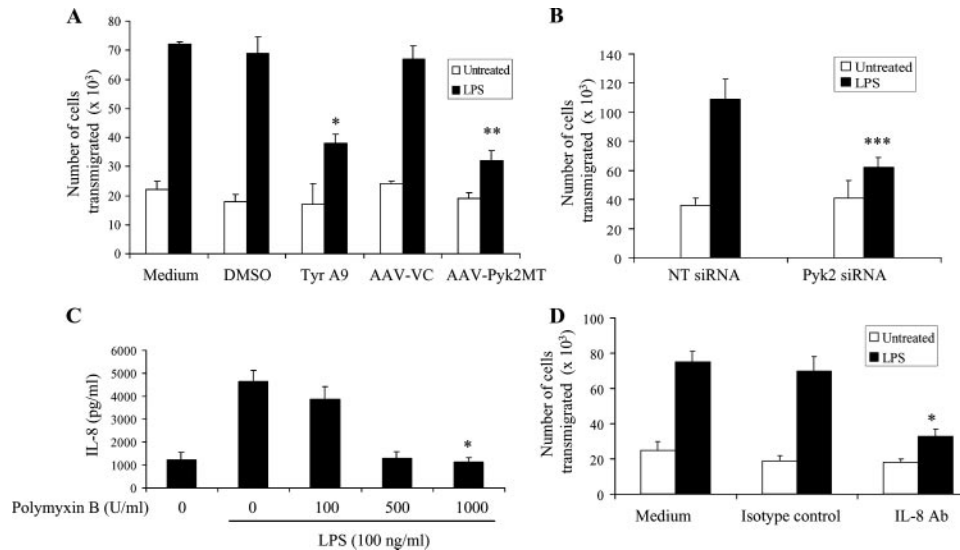 A
80
70
60
50
40
30
20
10
0
Number of cells
transmigrated (x 10³)
Untreated
LPS
*
**
Medium DMSO Tyr A9 AAV-VC AAV-Pyk2MT
B
140
120
100
80
60
40
20
0
Number of cells
transmigrated (x 10³)
Untreated
LPS
***
NT siRNA Pyk2 siRNA
C
6000
5000
4000
3000
2000
1000
0
IL-8 (pg/ml)
*
Polymyxin B (U/ml) 0 0 100 500 1000
LPS (100 ng/ml)
D
100
80
60
40
20
0
Number of cells
transmigrated (x 10³)
Untreated
LPS
*
Medium Isotype control IL-8 Ab